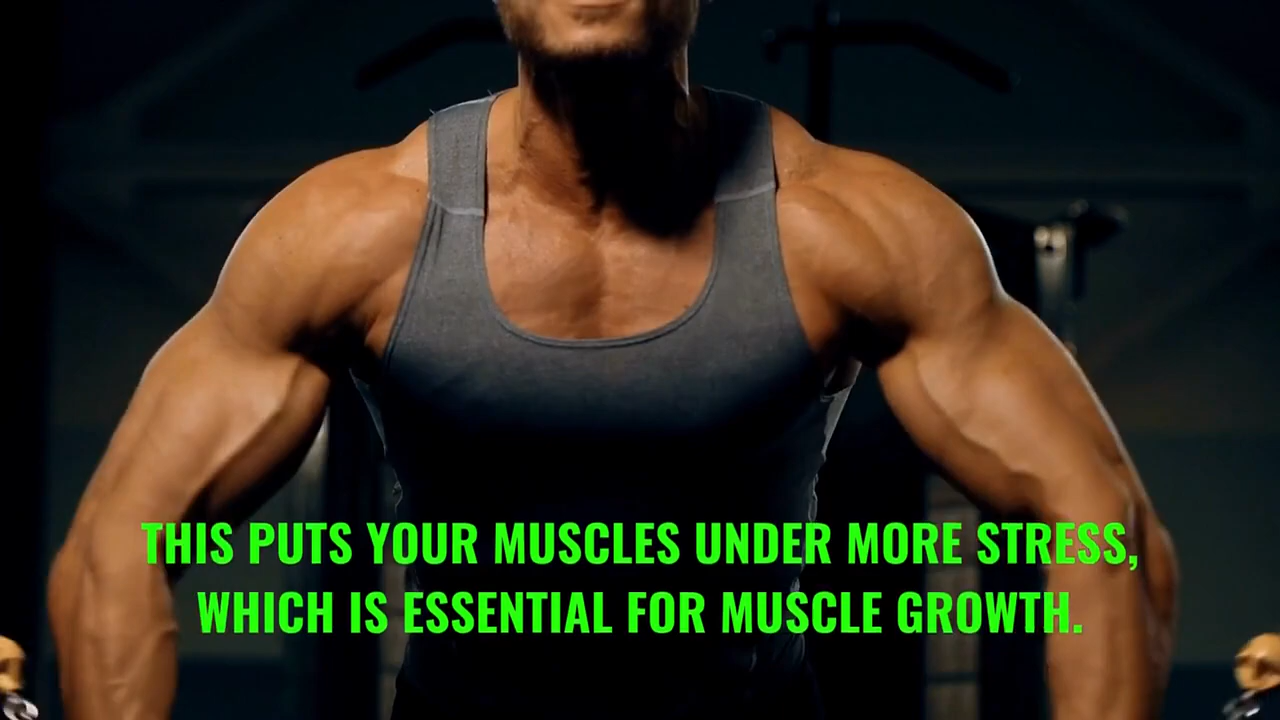 THIS PUTS YOUR MUSCLES UNDER MORE STRESS,
WHICH IS ESSENTIAL FOR MUSCLE GROWTH.